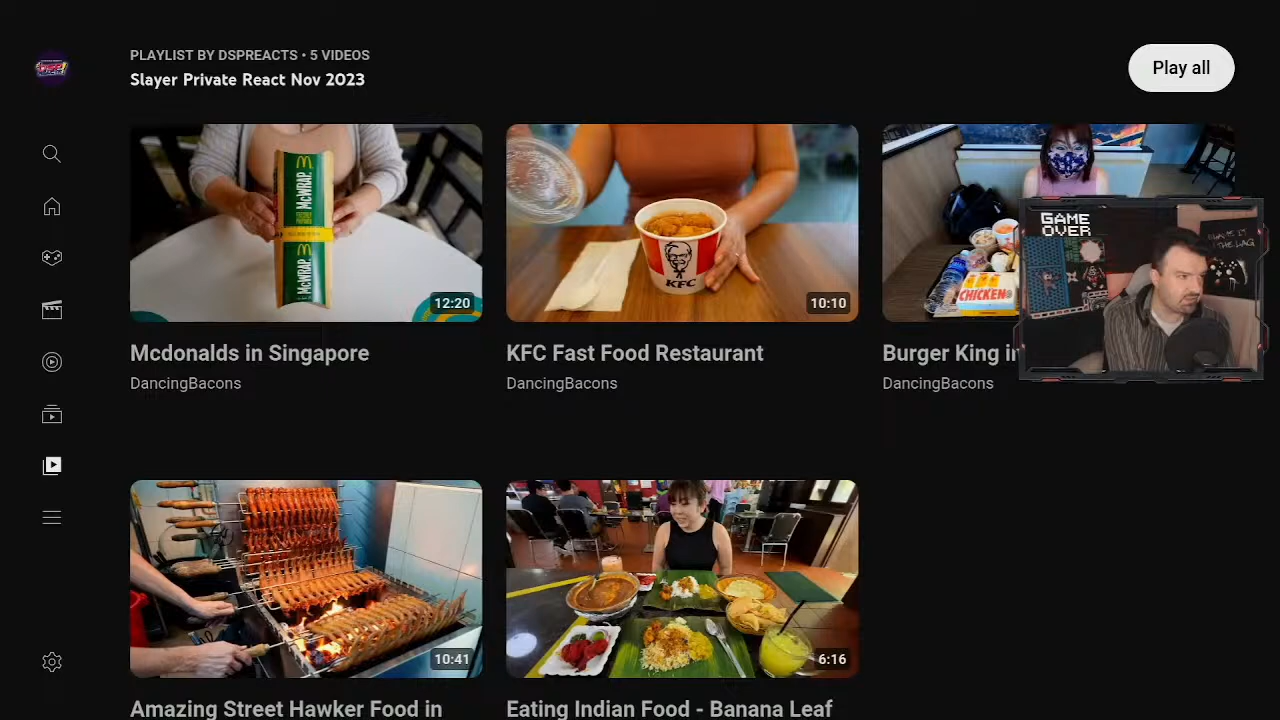 PLAYLIST BY DSPREACTS • 5 VIDEOS
Slayer Private React Nov 2023
Play all
McWRAP
McWRAP
12:20
KFC
10:10
CHICKEN
GAME
OVER
Mcdonalds in Singapore
DancingBacons
KFC Fast Food Restaurant
DancingBacons
Burger King in
DancingBacons
10:41
6:16
Amazing Street Hawker Food in
Eating Indian Food - Banana Leaf